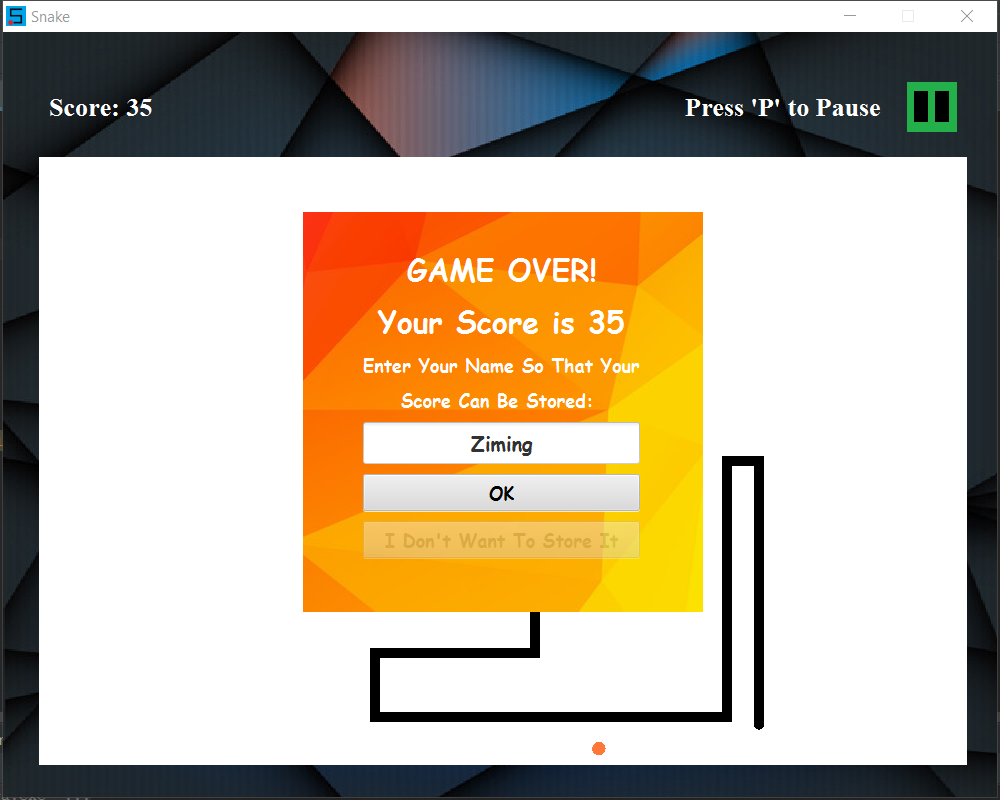 Snake
Score: 35
Press 'P' to Pause
GAME OVER!
Your Score is 35
Enter Your Name So That Your
Score Can Be Stored:
Ziming
OK
I Don't Want To Store It